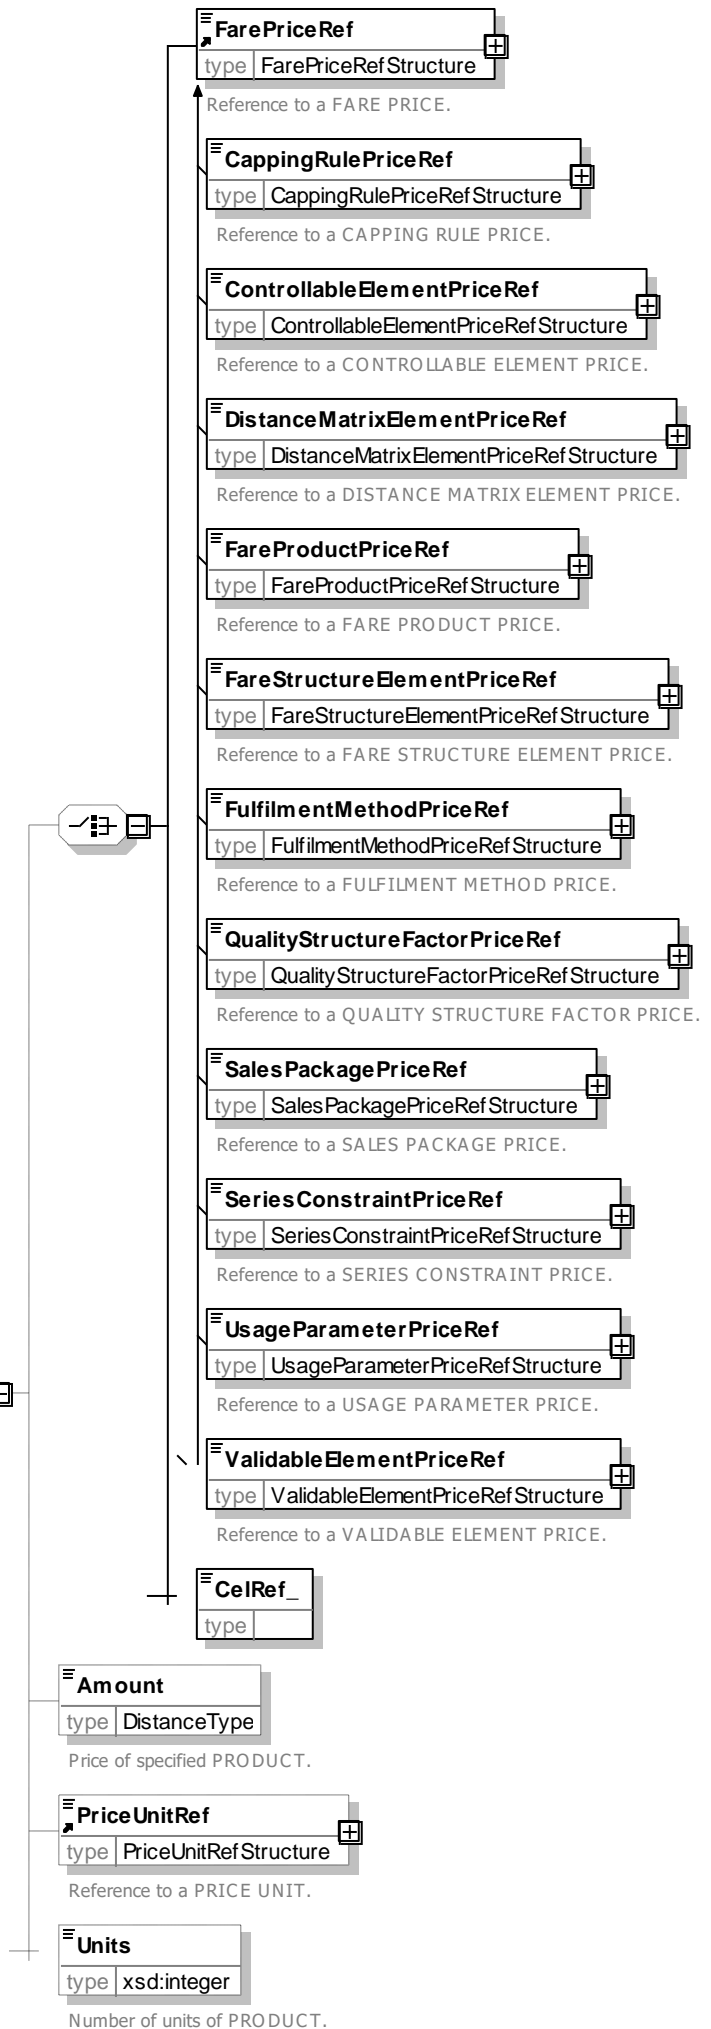 FarePriceRef
type FarePriceRefStructure
Reference to a FARE PRICE.
CappingRulePriceRef
type CappingRulePriceRefStructure
Reference to a CAPPING RULE PRICE.
ControllableElementPriceRef
type ControllableElementPriceRefStructure
Reference to a CONTROLLABLE ELEMENT PRICE.
DistanceMatrixElementPriceRef
type DistanceMatrixElementPriceRefStructure
Reference to a DISTANCE MATRIX ELEMENT PRICE.
FareProductPriceRef
type FareProductPriceRefStructure
Reference to a FARE PRODUCT PRICE.
FareStructureElementPriceRef
type FareStructureElementPriceRefStructure
Reference to a FARE STRUCTURE ELEMENT PRICE.
FulfilmentMethodPriceRef
type FulfilmentMethodPriceRefStructure
Reference to a FULFILMENT METHOD PRICE.
QualityStructureFactorPriceRef
type QualityStructureFactorPriceRefStructure
Reference to a QUALITY STRUCTURE FACTOR PRICE.
SalesPackagePriceRef
type SalesPackagePriceRefStructure
Reference to a SALES PACKAGE PRICE.
SeriesConstraintPriceRef
type SeriesConstraintPriceRefStructure
Reference to a SERIES CONSTRAINT PRICE.
UsageParameterPriceRef
type UsageParameterPriceRefStructure
Reference to a USAGE PARAMETER PRICE.
ValidableElementPriceRef
type ValidableElementPriceRefStructure
Reference to a VALIDABLE ELEMENT PRICE.
CelRef_
type
Amount
type DistanceType
Price of specified PRODUCT.
PriceUnitRef
type PriceUnitRefStructure
Reference to a PRICE UNIT.
Units
type xsd:integer
Number of units of PRODUCT.